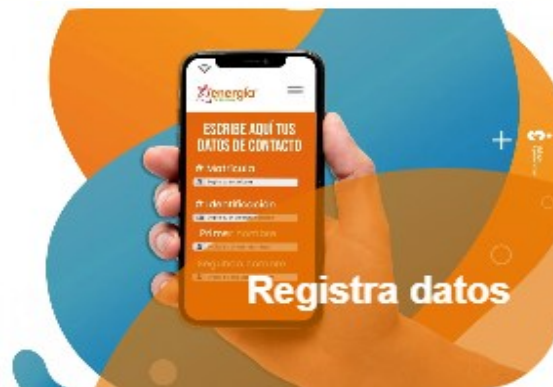 energía
ESCRIBE AQUÍ TUS
DATOS DE CONTACTO
# Matrícula
# Identificación
Primer nombre
Segundo nombre
Registra datos